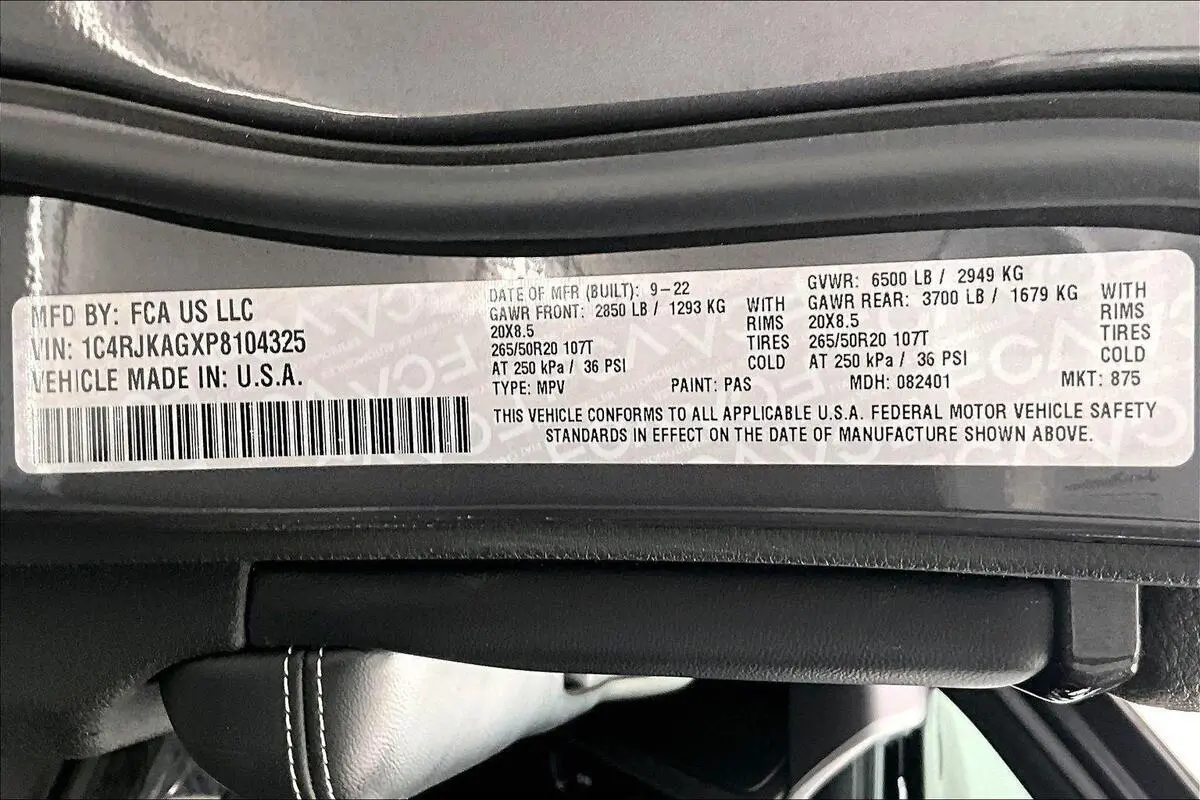 MFD BY: FCA US LLC
VIN: 1C4RJKAGXP8104325
VEHICLE MADE IN: U.S.A.
DATE OF MFR (BUILT): 9-22
GAWR FRONT: 2850 LB / 1293 KG WITH
20X8.5 RIMS
265/50R20 107T TIRES
AT 250 kPa / 36 PSI COLD
GVWR: 6500 LB / 2949 KG
GAWR REAR: 3700 LB / 1679 KG WITH
20X8.5 RIMS
265/50R20 107T TIRES
AT 250 kPa / 36 PSI COLD
TYPE: MPV PAINT: PAS MDH: 082401 MKT: 875
THIS VEHICLE CONFORMS TO ALL APPLICABLE U.S.A. FEDERAL MOTOR VEHICLE SAFETY
STANDARDS IN EFFECT ON THE DATE OF MANUFACTURE SHOWN ABOVE.